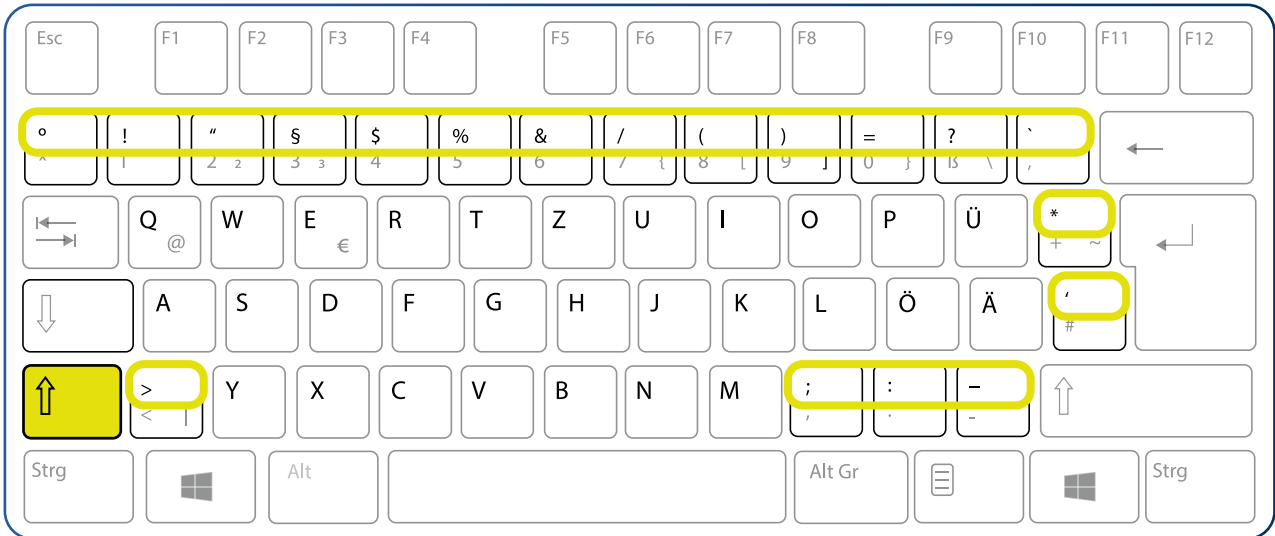 Esc F1 F2 F3 F4 F5 F6 F7 F8 F9 F10 F11 F12
° ! " § $ % & / ( ) = ? `
^ 1 2 ² 3 ³ 4 5 6 7 { 8 [ 9 ] 0 } ß \ ,
Q @ W E € R T Z U I O P Ü * + ~
A S D F G H J K L Ö Ä ' #
> < | Y X C V B N M ; , : . – -
Strg Alt Alt Gr Strg